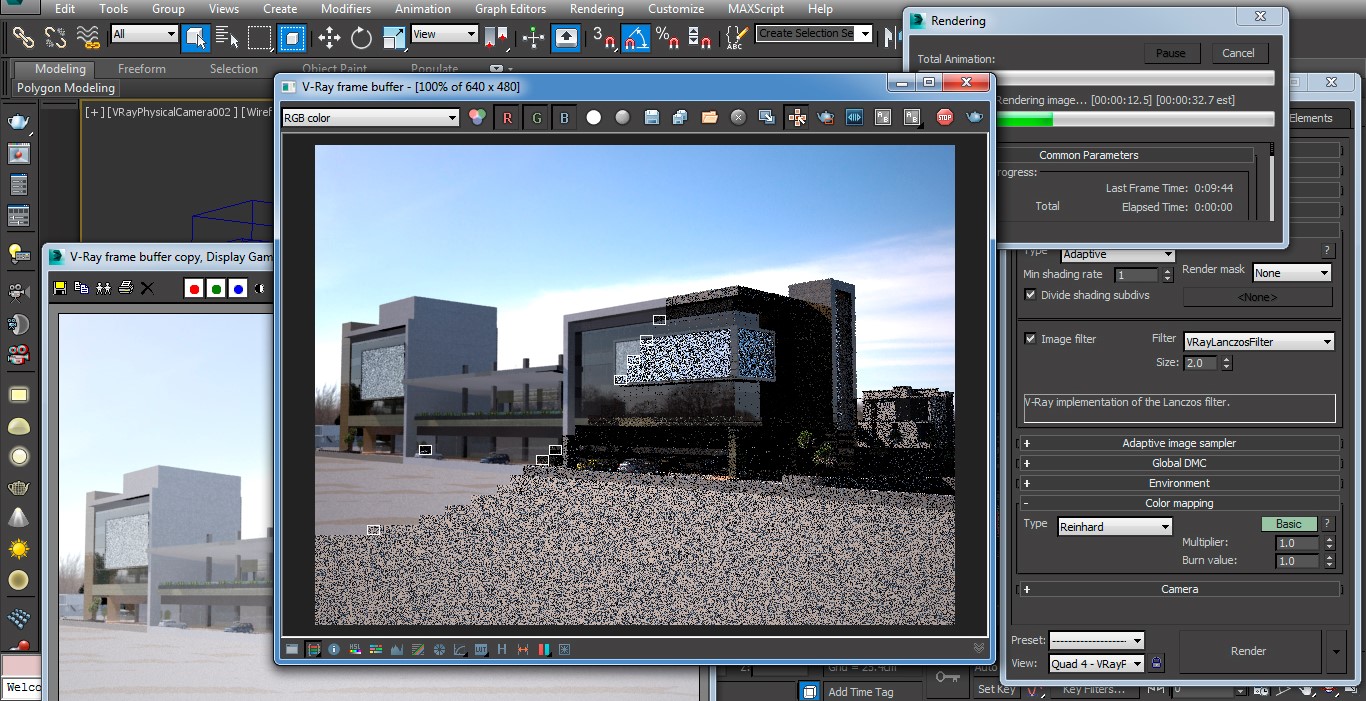 Edit Tools Group Views Create Modifiers Animation Graph Editors Rendering Customize MAXScript Help
All
View
3
Create Selection Se
Modeling Freeform Selection Object Paint Populate
Polygon Modeling
[+] [VRayPhysicalCamera002 ] [Wiref
V-Ray frame buffer - [100% of 640 x 480]
RGB color
R G B
STOP
V-Ray frame buffer copy, Display Gam
Rendering
Total Animation:
Pause Cancel
Rendering image... [00:00:12.5] [00:00:32.7 est]
Common Parameters
rogress:
Last Frame Time: 0:09:44
Total Elapsed Time: 0:00:00
Elements
Type Adaptive ?
Min shading rate 1 Render mask None
Divide shading subdivs <None>
Image filter Filter VRayLanczosFilter
Size: 2.0
V-Ray implementation of the Lanczos filter.
+ Adaptive image sampler
+ Global DMC
+ Environment
- Color mapping
Type Reinhard Basic ?
Multiplier: 1.0
Burn value: 1.0
+ Camera
Preset: --------------------
View: Quad 4 - VRayF
Render
Welco
Z: Grid = 25.4cm Auto
Add Time Tag Set Key Key Filters... 0